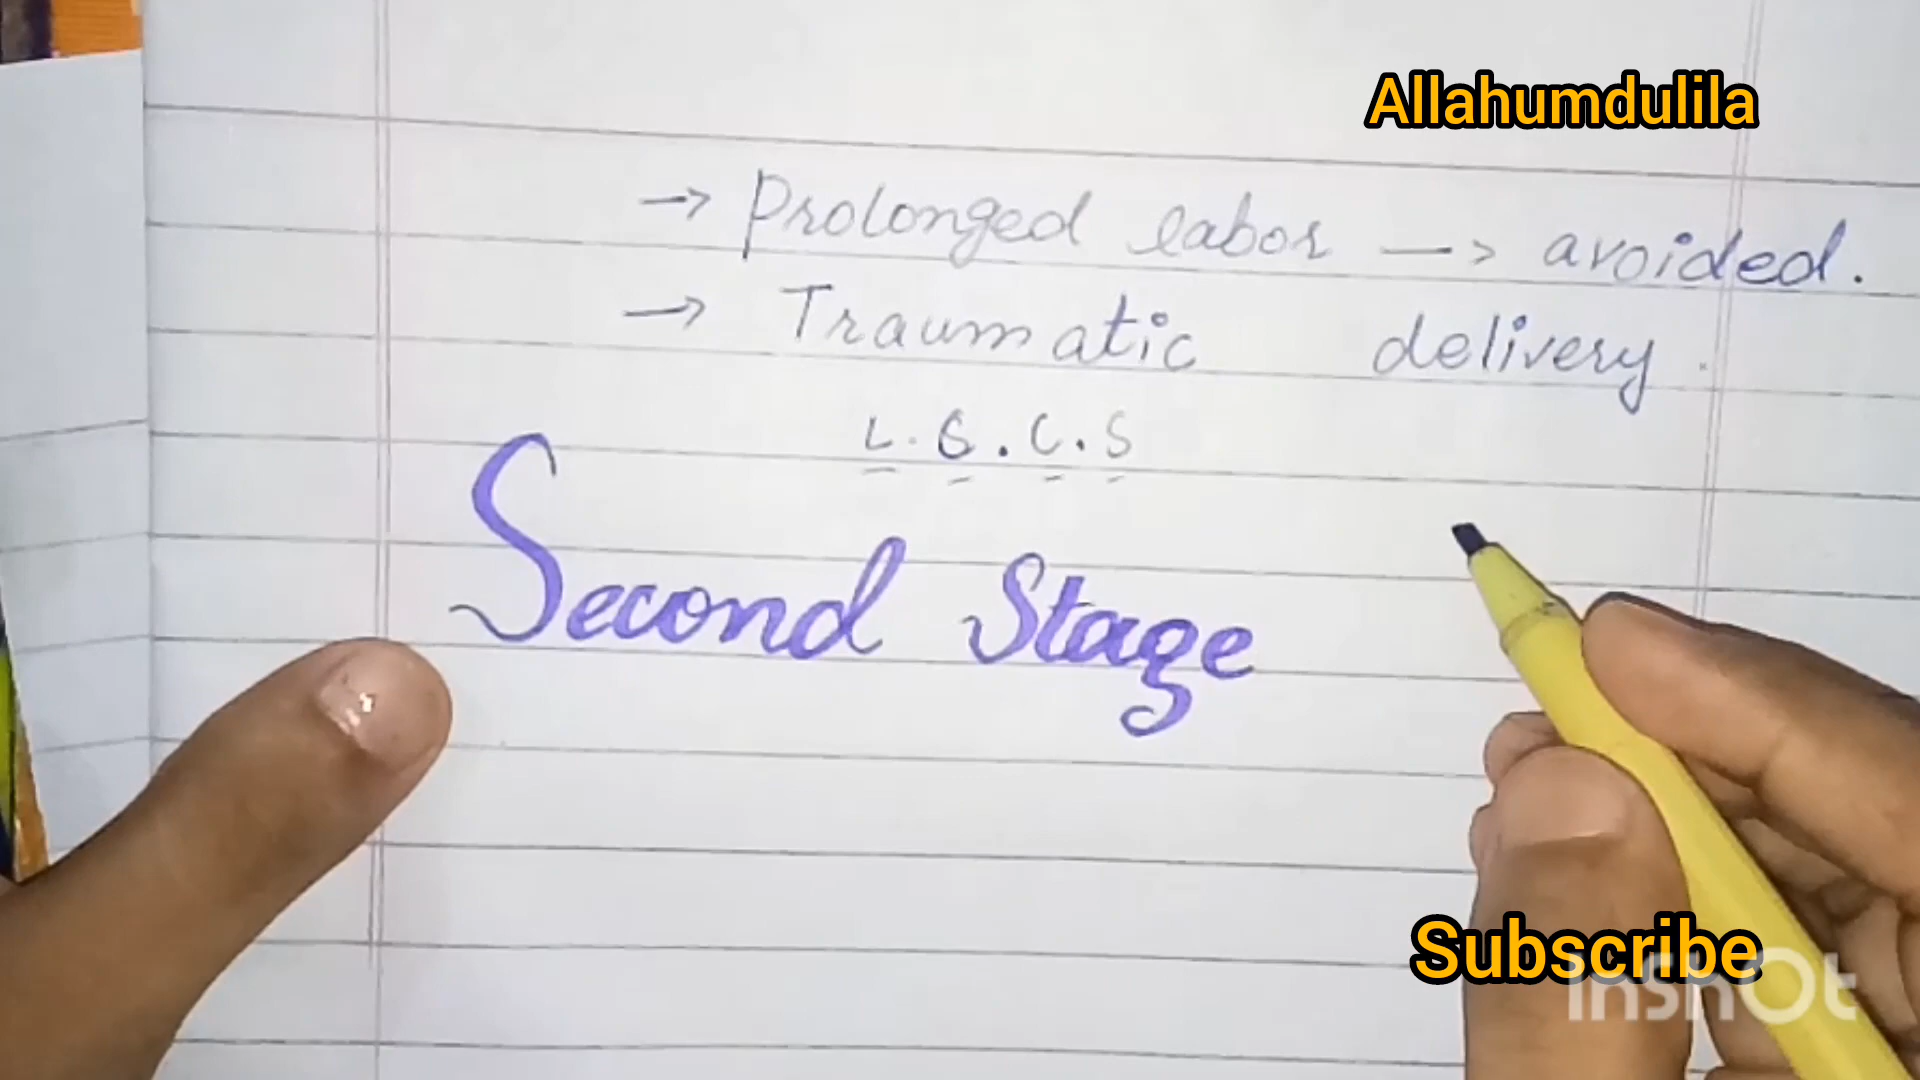 Allahumdulila
→ Prolonged labor → avoided.
→ Traumatic delivery.
L.S.C.S
Second Stage
Subscribe
InShOt